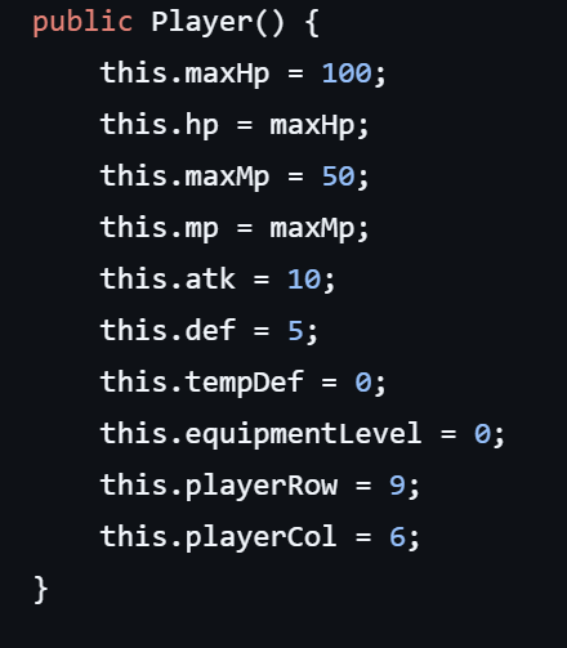 public Player() {
    this.maxHp = 100;
    this.hp = maxHp;
    this.maxMp = 50;
    this.mp = maxMp;
    this.atk = 10;
    this.def = 5;
    this.tempDef = 0;
    this.equipmentLevel = 0;
    this.playerRow = 9;
    this.playerCol = 6;
}